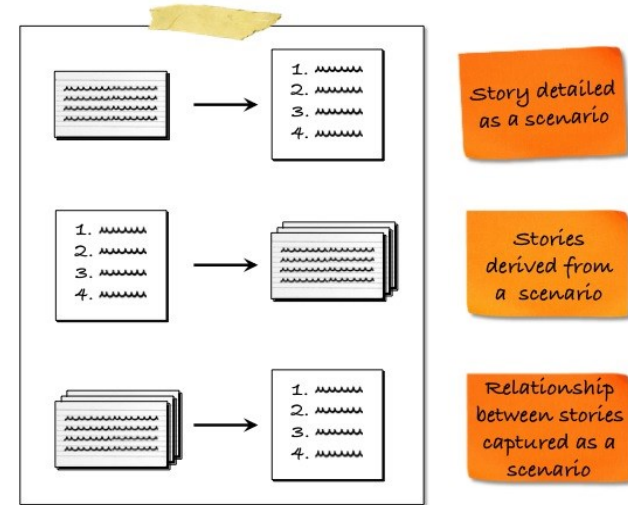 1.
2.
3.
4.
Story detailed
as a scenario
1.
2.
3.
4.
Stories
derived from
a scenario
1.
2.
3.
4.
Relationship
between stories
captured as a
scenario